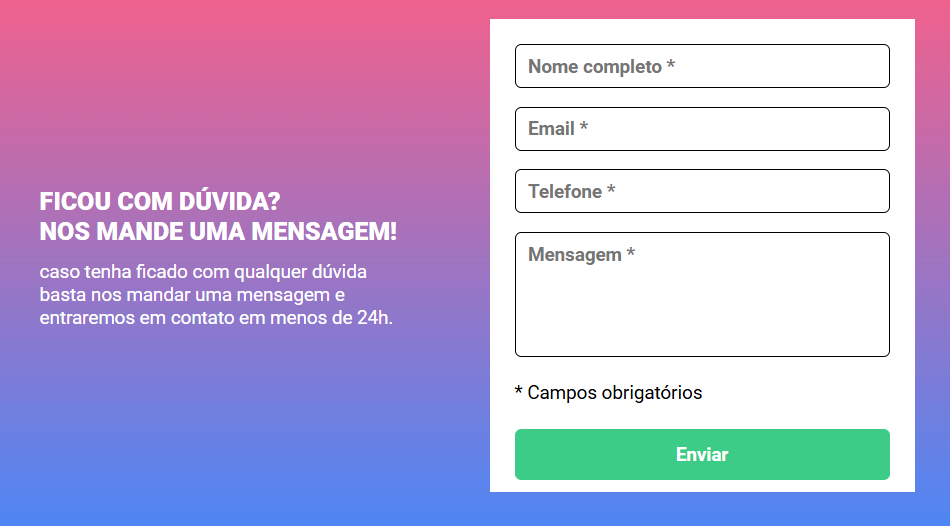 FICOU COM DÚVIDA?
NOS MANDE UMA MENSAGEM!
caso tenha ficado com qualquer dúvida
basta nos mandar uma mensagem e
entraremos em contato em menos de 24h.
Nome completo *
Email *
Telefone *
Mensagem *
* Campos obrigatórios
Enviar